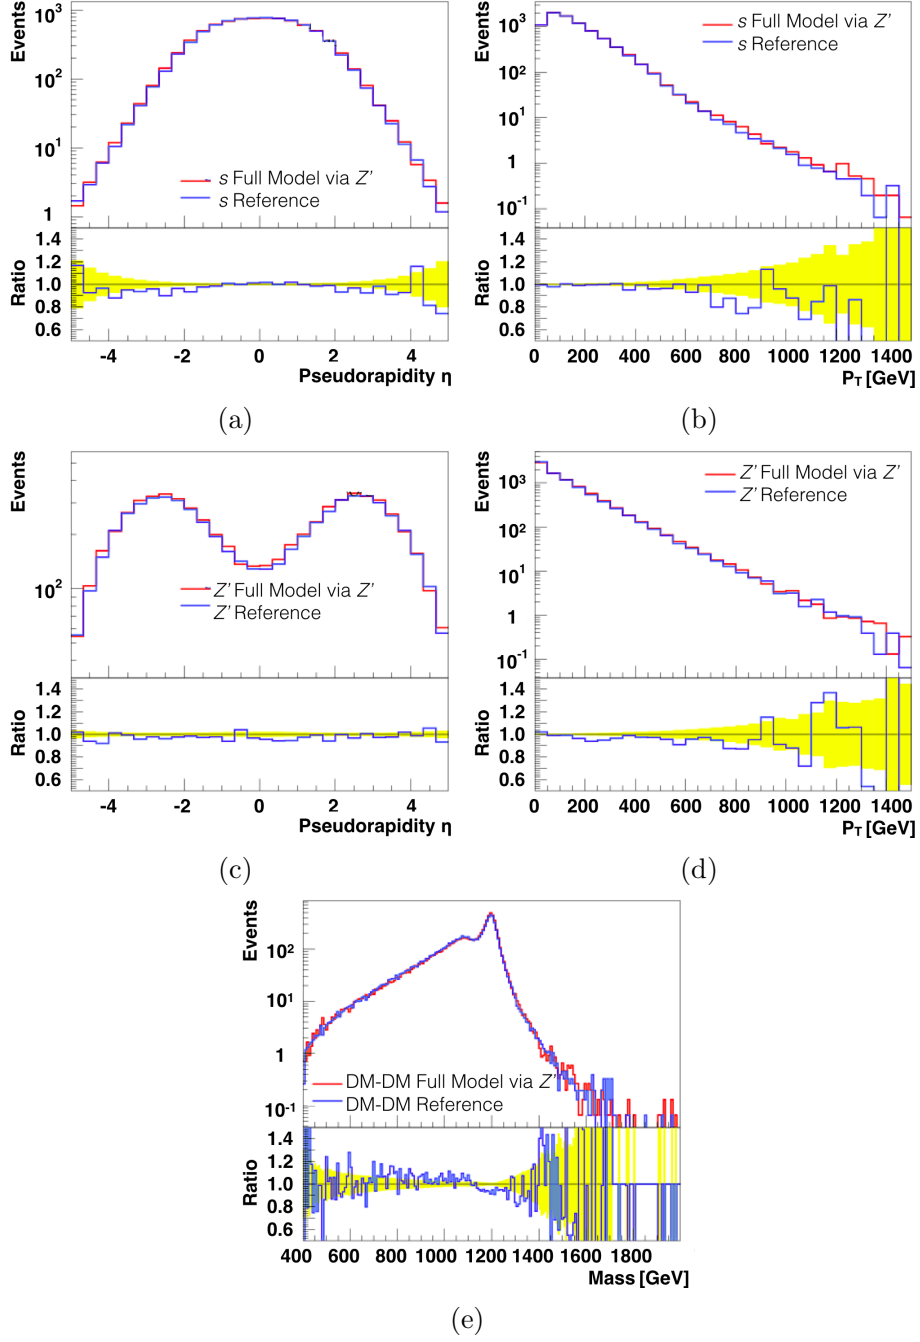 Events
10³
10²
10¹
1
s Full Model via Z'
s Reference
Ratio
1.4
1.2
1.0
0.8
0.6
-4 -2 0 2 4
Pseudorapidity η
(a)
Events
10³
10²
10¹
1
10⁻¹
s Full Model via Z'
s Reference
Ratio
1.4
1.2
1.0
0.8
0.6
0 200 400 600 800 1000 1200 1400
P_T [GeV]
(b)
Events
10²
Z' Full Model via Z'
Z' Reference
Ratio
1.4
1.2
1.0
0.8
0.6
-4 -2 0 2 4
Pseudorapidity η
(c)
Events
10³
10²
10¹
1
10⁻¹
Z' Full Model via Z'
Z' Reference
Ratio
1.4
1.2
1.0
0.8
0.6
0 200 400 600 800 1000 1200 1400
P_T [GeV]
(d)
Events
10²
10¹
1
10⁻¹
DM-DM Full Model via Z'
DM-DM Reference
Ratio
1.4
1.2
1.0
0.8
0.6
400 600 800 1000 1200 1400 1600 1800
Mass [GeV]
(e)